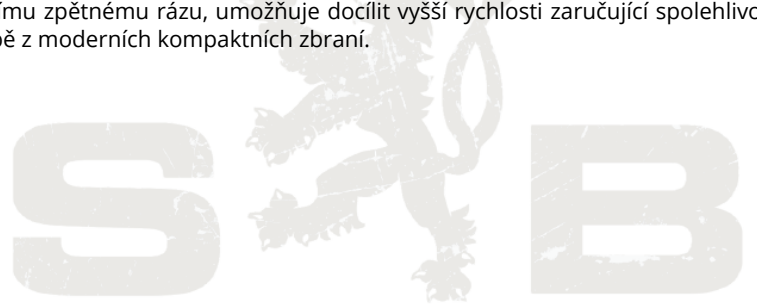 ímu zpětnému rázu, umožňuje docílit vyšší rychlosti zaručující spolehlivo
bě z moderních kompaktních zbraní.
S B